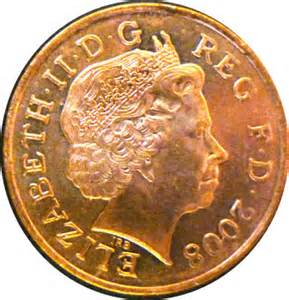 ELIZABETH · II · D · G
REG · F · D · 2008
IRB